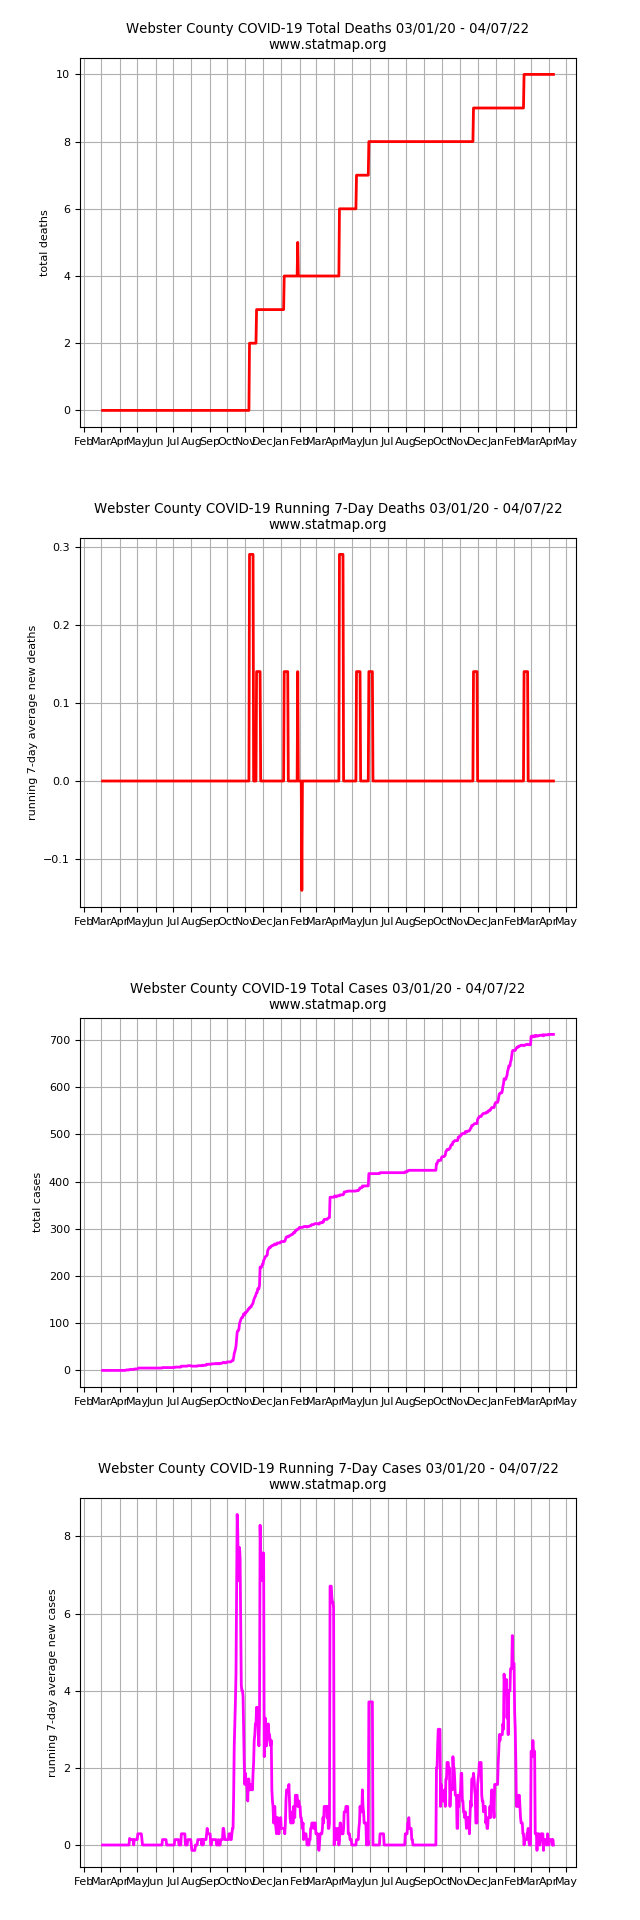 Webster County COVID-19 Total Deaths 03/01/20 - 04/07/22
www.statmap.org
10
8
6
4
2
0
total deaths
Feb Mar Apr May Jun Jul Aug Sep Oct Nov Dec Jan Feb Mar Apr May Jun Jul Aug Sep Oct Nov Dec Jan Feb Mar Apr May
Webster County COVID-19 Running 7-Day Deaths 03/01/20 - 04/07/22
www.statmap.org
0.3
0.2
0.1
0.0
−0.1
running 7-day average new deaths
Feb Mar Apr May Jun Jul Aug Sep Oct Nov Dec Jan Feb Mar Apr May Jun Jul Aug Sep Oct Nov Dec Jan Feb Mar Apr May
Webster County COVID-19 Total Cases 03/01/20 - 04/07/22
www.statmap.org
700
600
500
400
300
200
100
0
total cases
Feb Mar Apr May Jun Jul Aug Sep Oct Nov Dec Jan Feb Mar Apr May Jun Jul Aug Sep Oct Nov Dec Jan Feb Mar Apr May
Webster County COVID-19 Running 7-Day Cases 03/01/20 - 04/07/22
www.statmap.org
8
6
4
2
0
running 7-day average new cases
Feb Mar Apr May Jun Jul Aug Sep Oct Nov Dec Jan Feb Mar Apr May Jun Jul Aug Sep Oct Nov Dec Jan Feb Mar Apr May